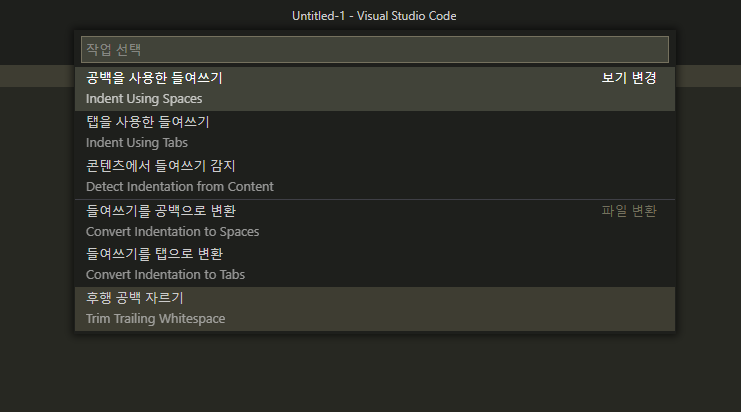 Untitled-1 - Visual Studio Code
작업 선택
공백을 사용한 들여쓰기 보기 변경
Indent Using Spaces
탭을 사용한 들여쓰기
Indent Using Tabs
콘텐츠에서 들여쓰기 감지
Detect Indentation from Content
들여쓰기를 공백으로 변환 파일 변환
Convert Indentation to Spaces
들여쓰기를 탭으로 변환
Convert Indentation to Tabs
후행 공백 자르기
Trim Trailing Whitespace